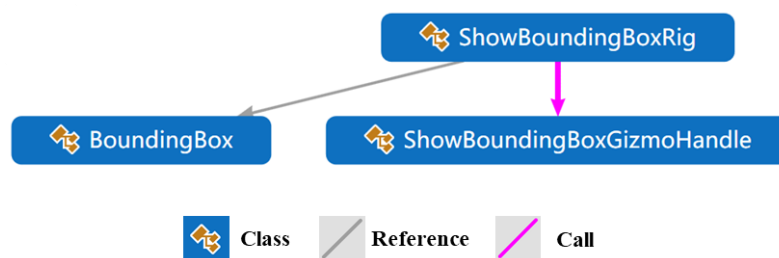 ShowBoundingBoxRig
BoundingBox
ShowBoundingBoxGizmoHandle
Class
Reference
Call